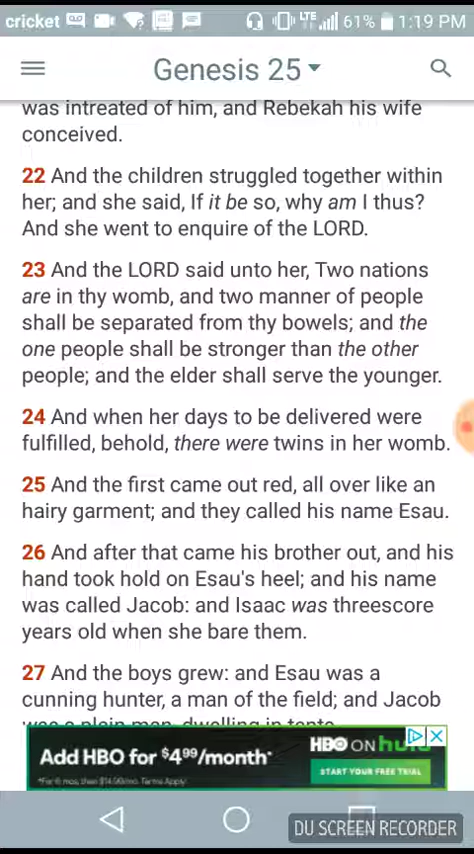 cricket LTE 61% 1:19 PM
Genesis 25
was intreated of him, and Rebekah his wife
conceived.
22 And the children struggled together within
her; and she said, If it be so, why am I thus?
And she went to enquire of the LORD.
23 And the LORD said unto her, Two nations
are in thy womb, and two manner of people
shall be separated from thy bowels; and the
one people shall be stronger than the other
people; and the elder shall serve the younger.
24 And when her days to be delivered were
fulfilled, behold, there were twins in her womb.
25 And the first came out red, all over like an
hairy garment; and they called his name Esau.
26 And after that came his brother out, and his
hand took hold on Esau's heel; and his name
was called Jacob: and Isaac was threescore
years old when she bare them.
27 And the boys grew: and Esau was a
cunning hunter, a man of the field; and Jacob
was a plain man, dwelling in tents
Add HBO for $499/month*
HBO ON hulu
START YOUR FREE TRIAL
DU SCREEN RECORDER